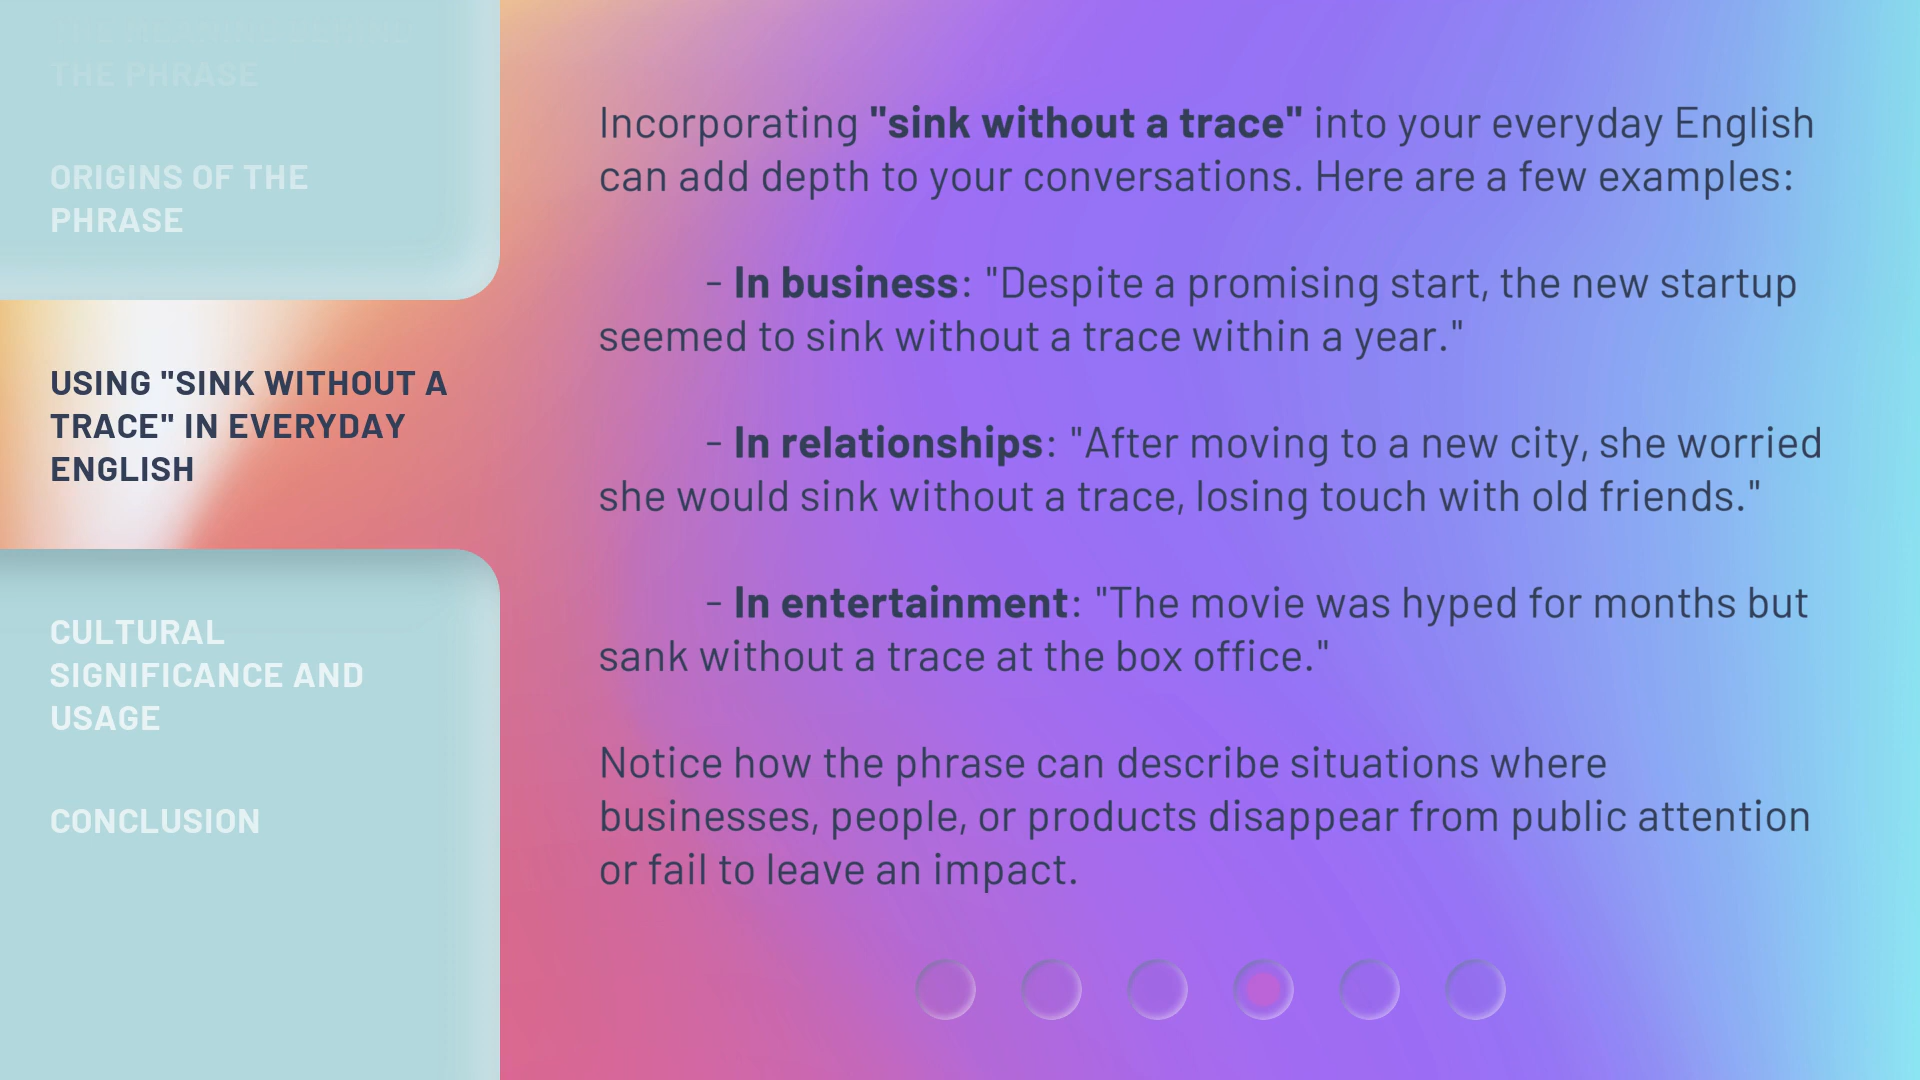 THE MEANING BEHIND
THE PHRASE
ORIGINS OF THE
PHRASE
USING "SINK WITHOUT A
TRACE" IN EVERYDAY
ENGLISH
CULTURAL
SIGNIFICANCE AND
USAGE
CONCLUSION
Incorporating "sink without a trace" into your everyday English
can add depth to your conversations. Here are a few examples:
- In business: "Despite a promising start, the new startup
seemed to sink without a trace within a year."
- In relationships: "After moving to a new city, she worried
she would sink without a trace, losing touch with old friends."
- In entertainment: "The movie was hyped for months but
sank without a trace at the box office."
Notice how the phrase can describe situations where
businesses, people, or products disappear from public attention
or fail to leave an impact.